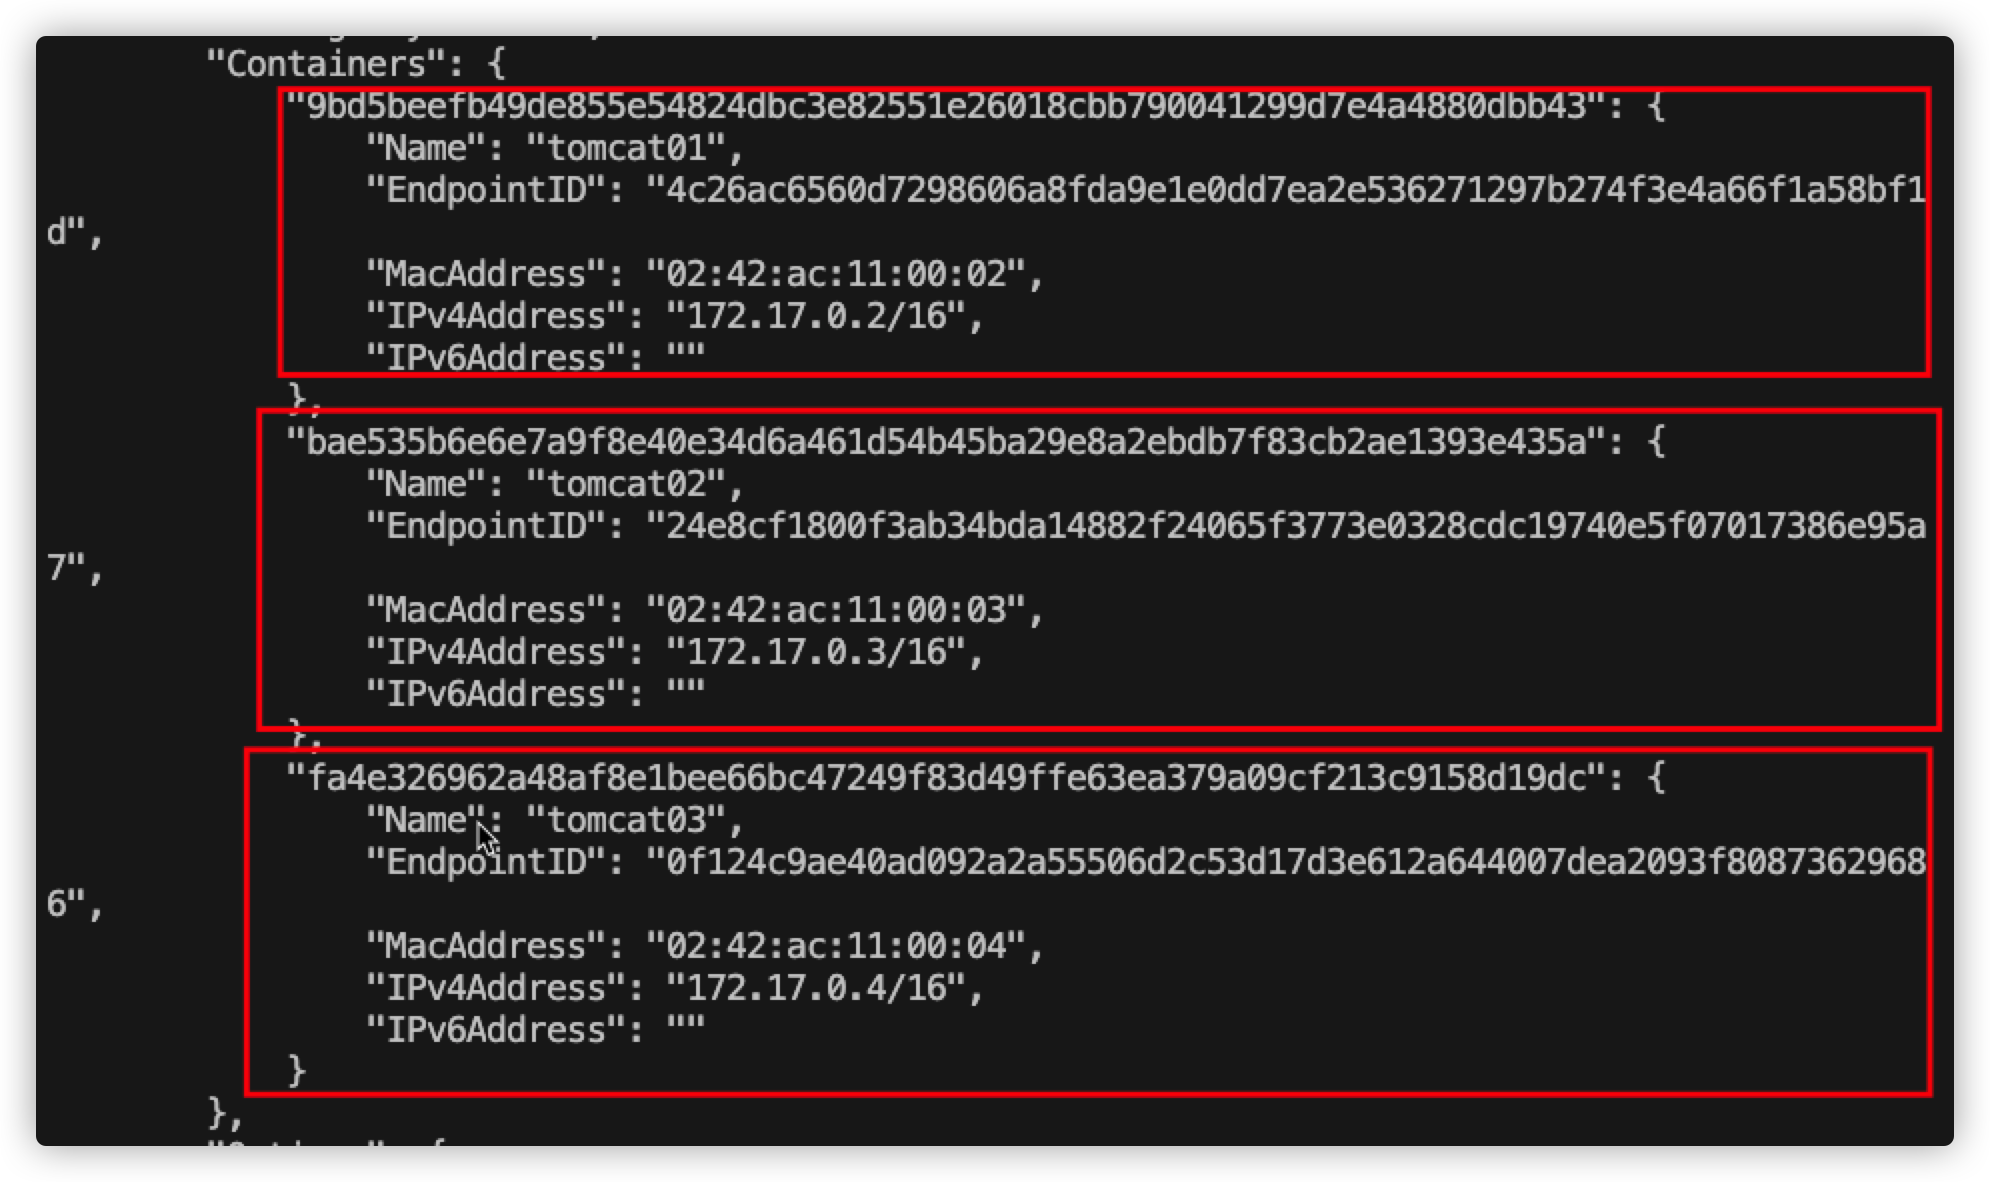 "Containers": {
"9bd5beefb49de855e54824dbc3e82551e26018cbb790041299d7e4a4880dbb43": {
"Name": "tomcat01",
"EndpointID": "4c26ac6560d7298606a8fda9e1e0dd7ea2e536271297b274f3e4a66f1a58bf1
d",
"MacAddress": "02:42:ac:11:00:02",
"IPv4Address": "172.17.0.2/16",
"IPv6Address": ""
},
"bae535b6e6e7a9f8e40e34d6a461d54b45ba29e8a2ebdb7f83cb2ae1393e435a": {
"Name": "tomcat02",
"EndpointID": "24e8cf1800f3ab34bda14882f24065f3773e0328cdc19740e5f07017386e95a
7",
"MacAddress": "02:42:ac:11:00:03",
"IPv4Address": "172.17.0.3/16",
"IPv6Address": ""
},
"fa4e326962a48af8e1bee66bc47249f83d49ffe63ea379a09cf213c9158d19dc": {
"Name": "tomcat03",
"EndpointID": "0f124c9ae40ad092a2a55506d2c53d17d3e612a644007dea2093f8087362968
6",
"MacAddress": "02:42:ac:11:00:04",
"IPv4Address": "172.17.0.4/16",
"IPv6Address": ""
}
},